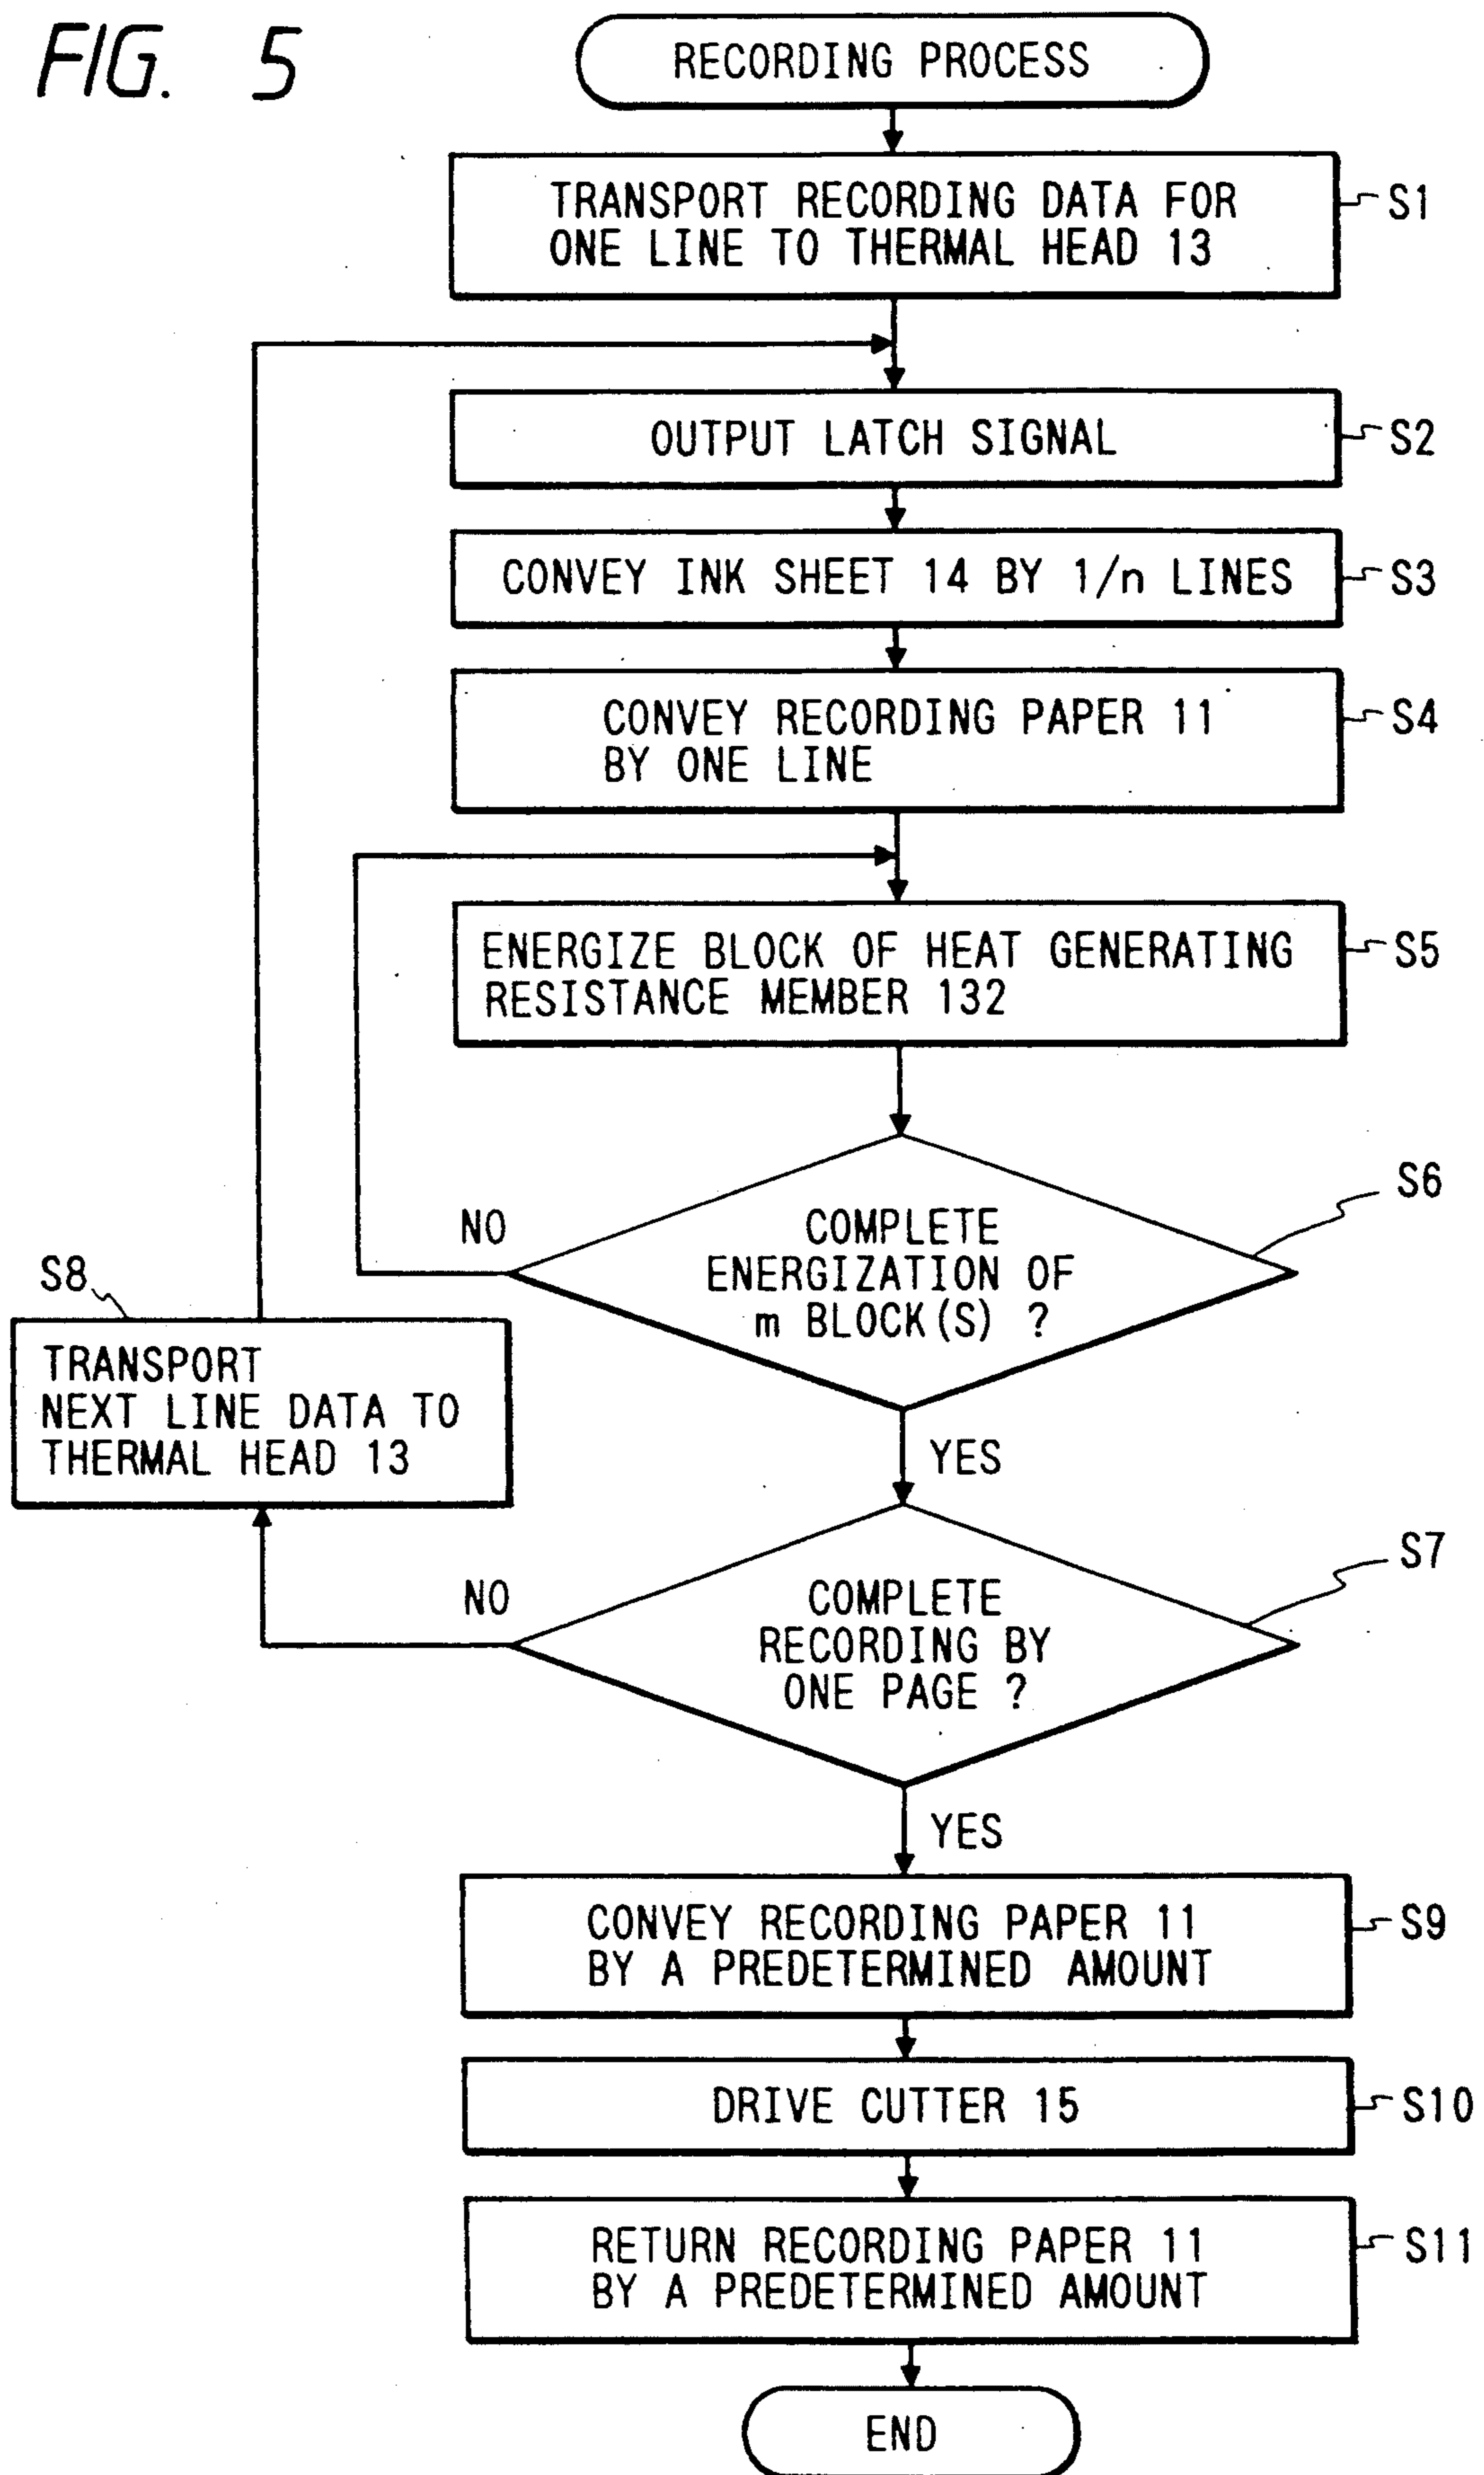 FIG. 5
RECORDING PROCESS
TRANSPORT RECORDING DATA FOR
ONE LINE TO THERMAL HEAD 13
S1
OUTPUT LATCH SIGNAL
S2
CONVEY INK SHEET 14 BY 1/n LINES
S3
CONVEY RECORDING PAPER 11
BY ONE LINE
S4
ENERGIZE BLOCK OF HEAT GENERATING
RESISTANCE MEMBER 132
S5
COMPLETE
ENERGIZATION OF
m BLOCK(S) ?
S6
NO
YES
S8
TRANSPORT
NEXT LINE DATA TO
THERMAL HEAD 13
COMPLETE
RECORDING BY
ONE PAGE ?
S7
NO
YES
CONVEY RECORDING PAPER 11
BY A PREDETERMINED AMOUNT
S9
DRIVE CUTTER 15
S10
RETURN RECORDING PAPER 11
BY A PREDETERMINED AMOUNT
S11
END